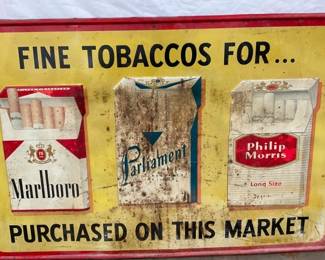 FINE TOBACCOS FOR...
Marlboro
Parliament
Philip
Morris
Long Size
PURCHASED ON THIS MARKET